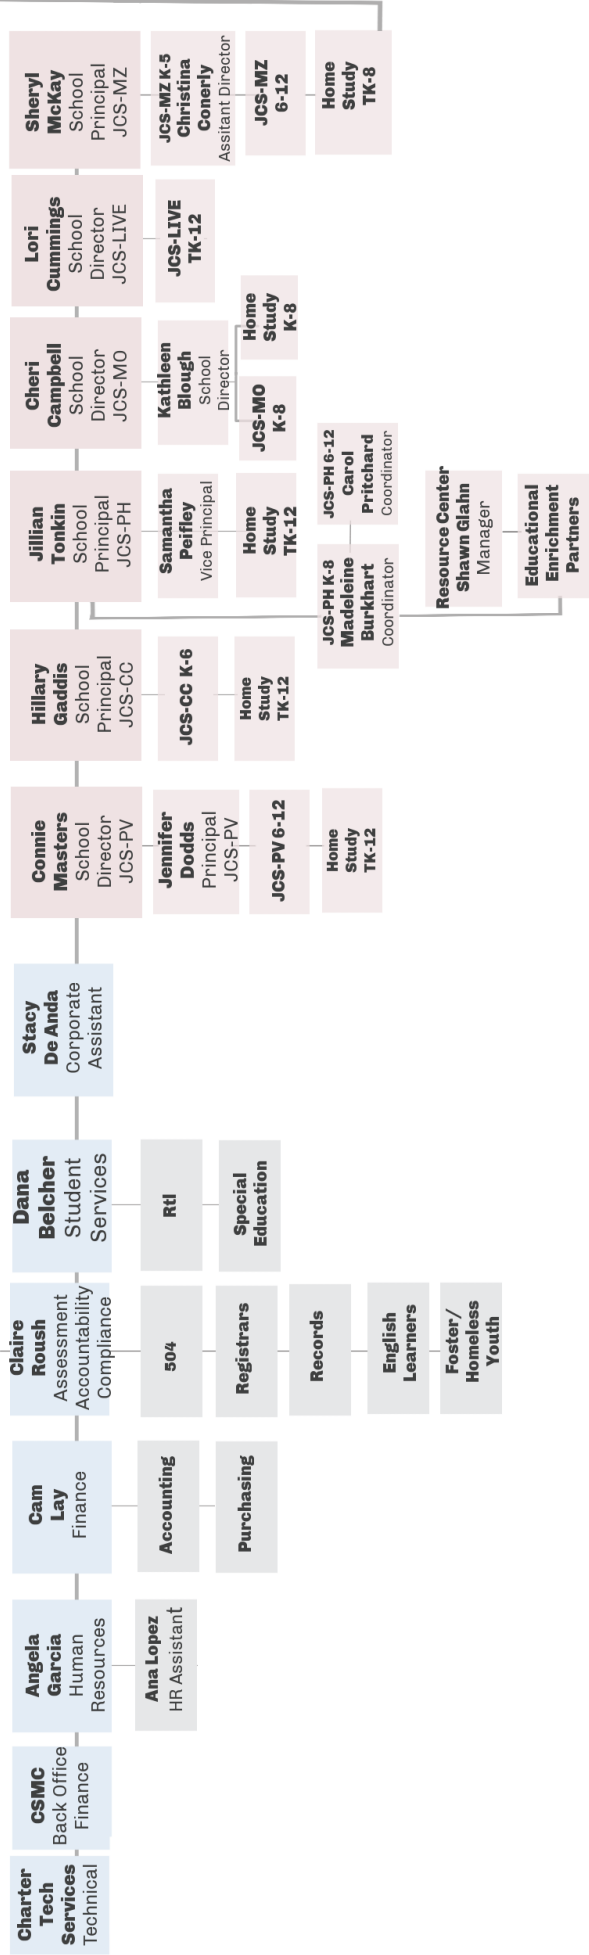 Charter
Tech
Services
Technical
CSMC
Back Office
Finance
Angela
Garcia
Human
Resources
Ana Lopez
HR Assistant
Cam
Lay
Finance
Accounting
Purchasing
Claire
Roush
Assessment
Accountability
Compliance
504
Registrars
Records
English
Learners
Foster/
Homeless
Youth
Dana
Belcher
Student
Services
RtI
Special
Education
Stacy
De Anda
Corporate
Assistant
Connie
Masters
School
Director
JCS-PV
Jennifer
Dodds
Principal
JCS-PV
JCS-PV 6-12
Home
Study
TK-12
Hillary
Gaddis
School
Principal
JCS-CC
JCS-CC K-6
Home
Study
TK-12
Jillian
Tonkin
School
Principal
JCS-PH
Samantha
Peifley
Vice Principal
Home
Study
TK-12
JCS-PH K-8
Madeleine
Burkhart
Coordinator
JCS-PH 6-12
Carol
Pritchard
Coordinator
Resource Center
Shawn Glahn
Manager
Educational
Enrichment
Partners
Cheri
Campbell
School
Director
JCS-MO
Kathleen
Blough
School
Director
JCS-MO
K-8
Home
Study
K-8
Lori
Cummings
School
Director
JCS-LIVE
JCS-LIVE
TK-12
Sheryl
McKay
School
Principal
JCS-MZ
JCS-MZ K-5
Christina
Conerly
Assitant Director
JCS-MZ
6-12
Home
Study
TK-8